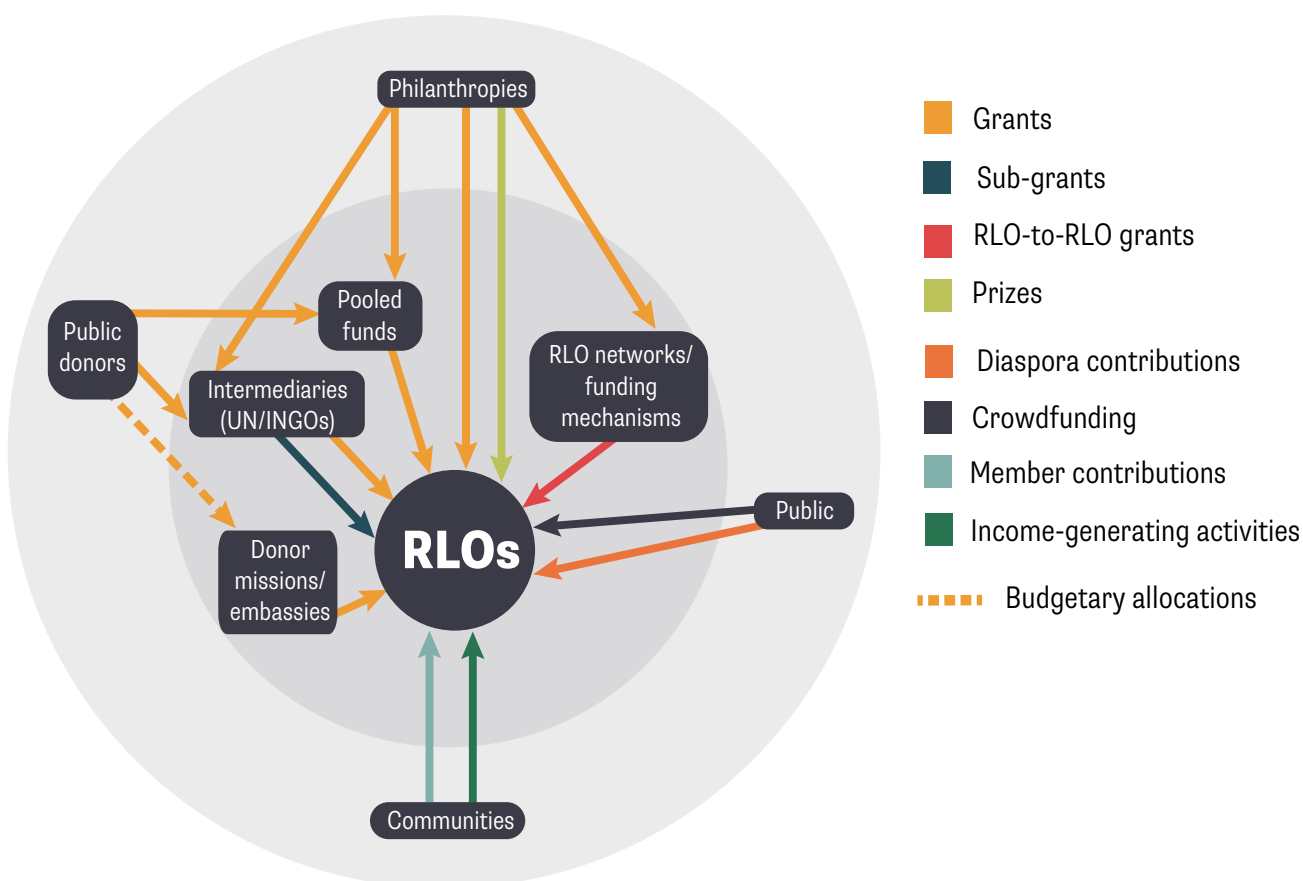 Philanthropies
Pooled
funds
Public
donors
RLO networks/
funding
mechanisms
Intermediaries
(UN/INGOs)
Public
RLOs
Donor
missions/
embassies
Communities
Grants
Sub-grants
RLO-to-RLO grants
Prizes
Diaspora contributions
Crowdfunding
Member contributions
Income-generating activities
Budgetary allocations